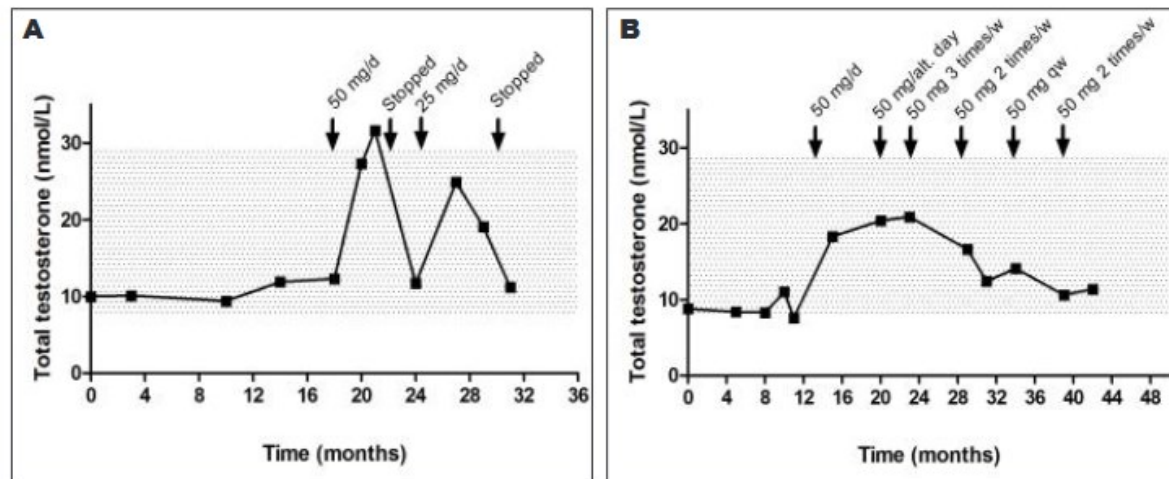 A
50 mg/d
Stopped
25 mg/d
Stopped
Total testosterone (nmol/L)
30
20
10
0
0 4 8 12 16 20 24 28 32 36
Time (months)
B
50 mg/d
50 mg/alt. day
50 mg 3 times/w
50 mg 2 times/w
50 mg qw
50 mg 2 times/w
Total testosterone (nmol/L)
30
20
10
0
0 4 8 12 16 20 24 28 32 36 40 44 48
Time (months)